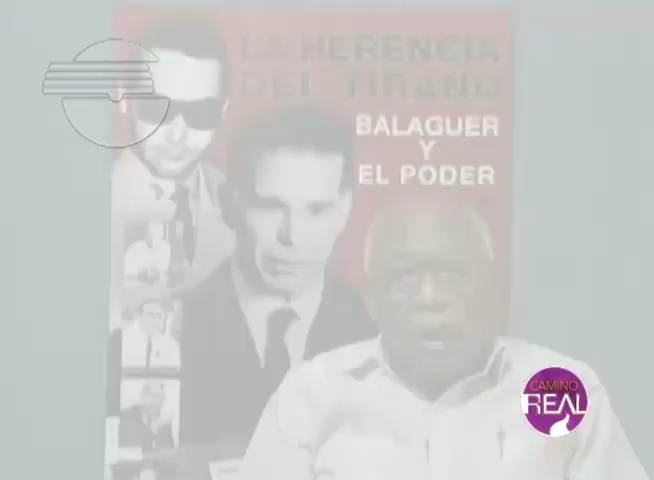 LA HERENCIA
DEL TIRANO
BALAGUER
Y
EL PODER
CAMINO
REAL